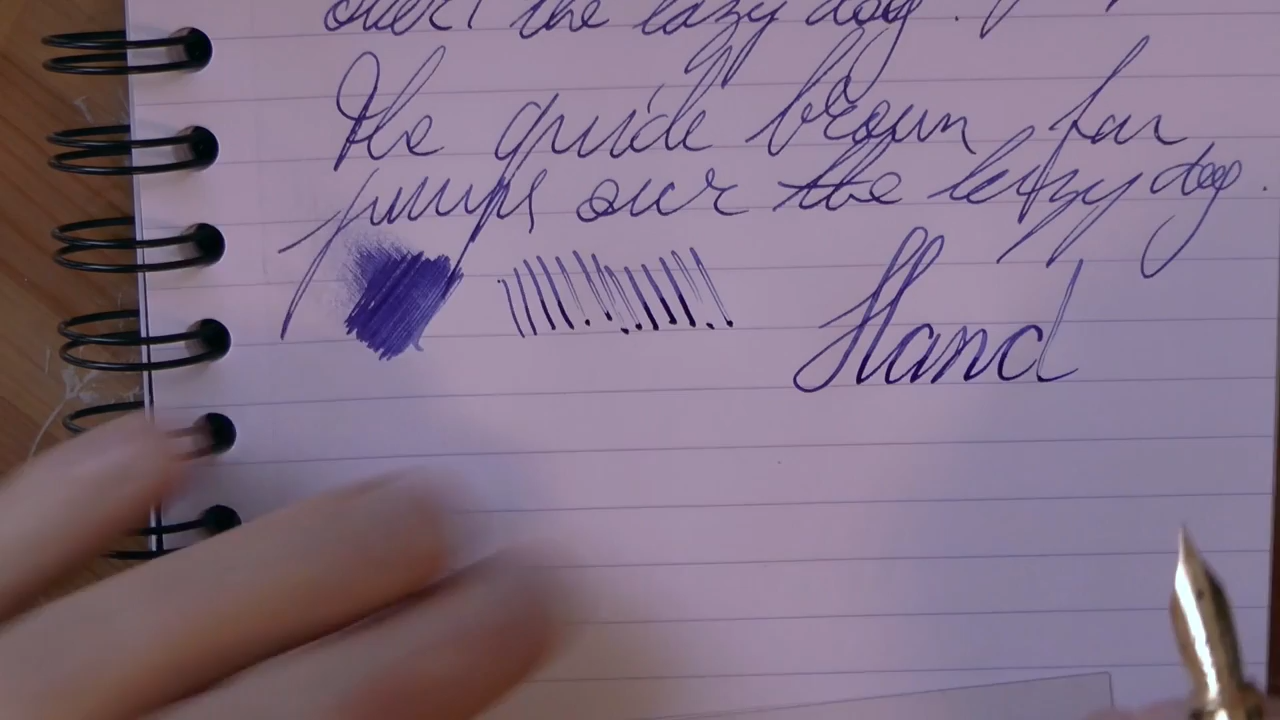 over the lazy dog.
The quick brown fox
jumps over the lazy dog.
Hand